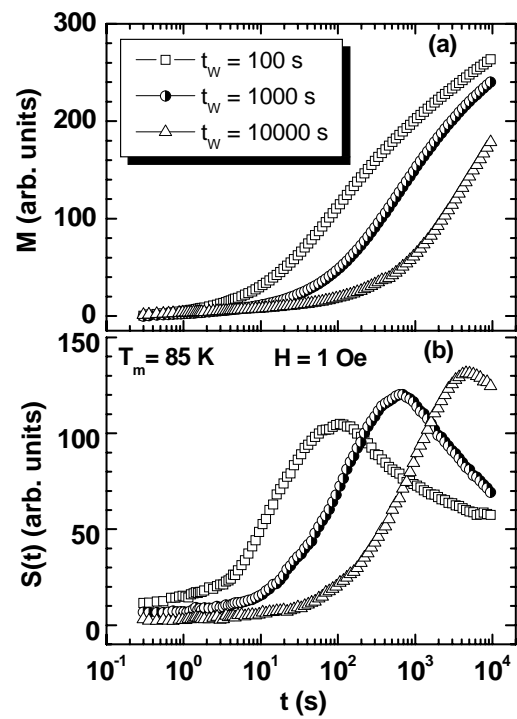 300
(a)
t_W = 100 s
t_W = 1000 s
t_W = 10000 s
200
100
0
M (arb. units)
150
T_m = 85 K H = 1 Oe (b)
100
50
0
S(t) (arb. units)
10^-1 10^0 10^1 10^2 10^3 10^4
t (s)